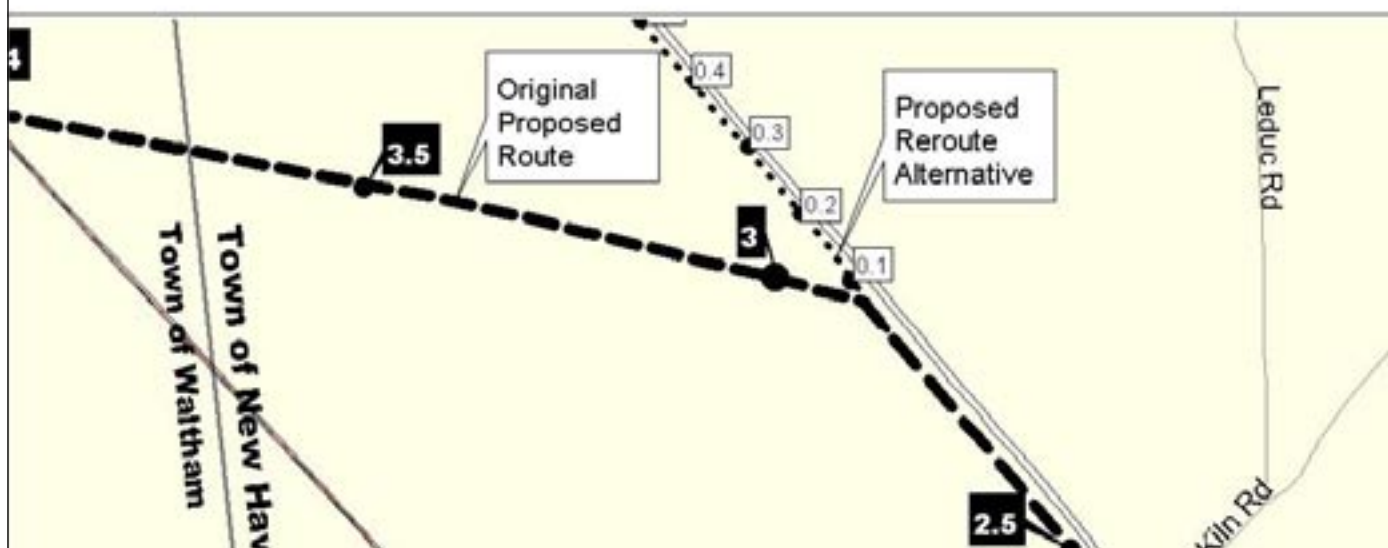 4
Original
Proposed
Route
0.4
0.3
Proposed
Reroute
Alternative
Leduc Rd
3.5
0.2
3
0.1
Town of Waltham
Town of New Hav
2.5
Kiln Rd